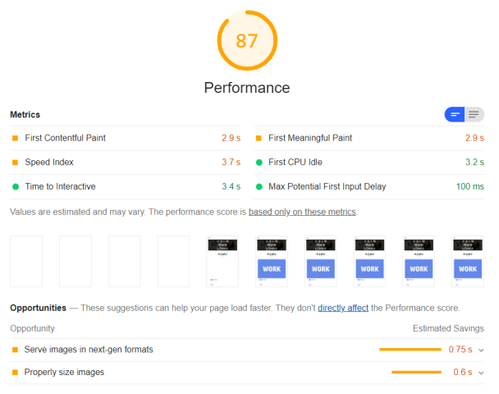 87
Performance
Metrics
First Contentful Paint 2.9 s First Meaningful Paint 2.9 s
Speed Index 3.7 s First CPU Idle 3.2 s
Time to Interactive 3.4 s Max Potential First Input Delay 100 ms
Values are estimated and may vary. The performance score is based only on these metrics.
WORK WORK WORK WORK WORK
Opportunities — These suggestions can help your page load faster. They don't directly affect the Performance score.
Opportunity Estimated Savings
Serve images in next-gen formats 0.75 s
Properly size images 0.6 s